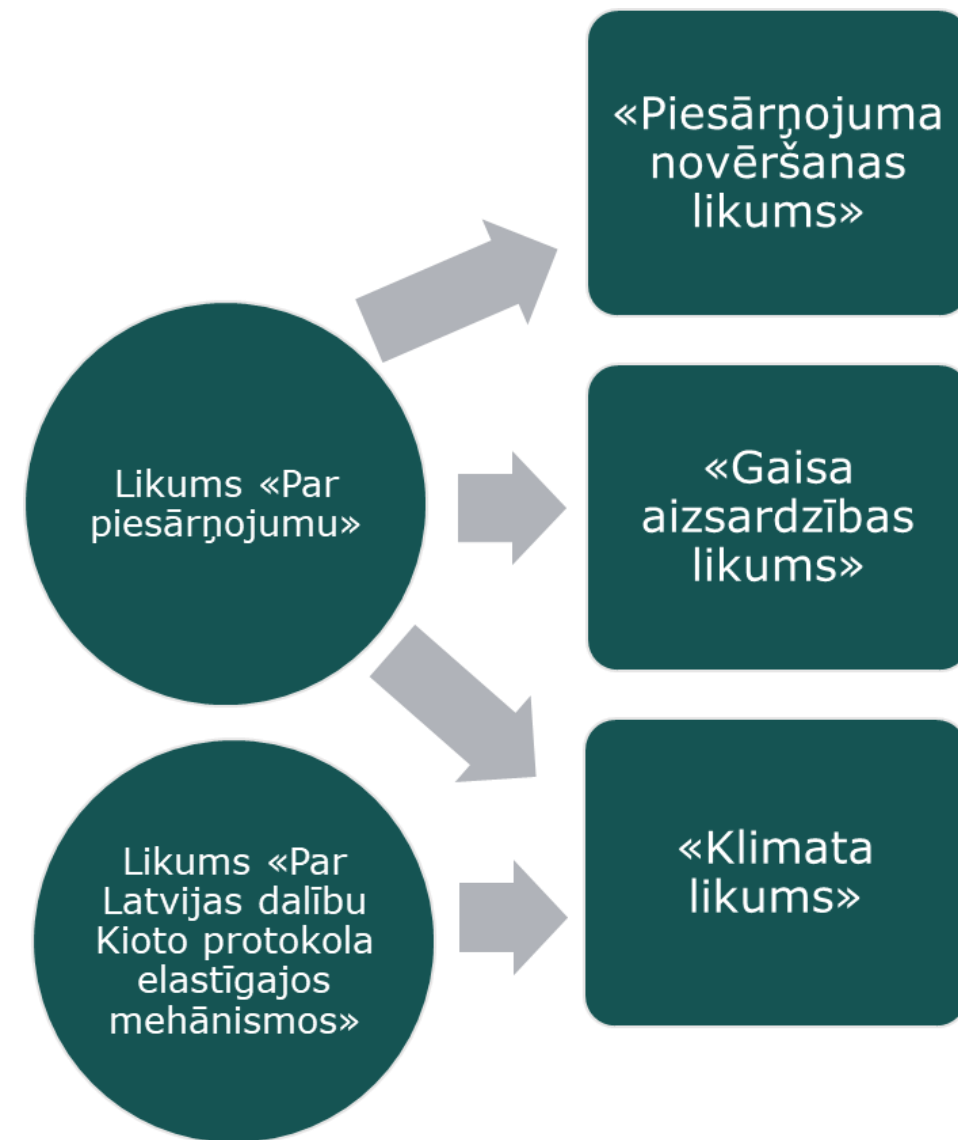 Likums «Par
piesārņojumu»
Likums «Par
Latvijas dalību
Kioto protokola
elastīgajos
mehānismos»
«Piesārņojuma
novēršanas
likums»
«Gaisa
aizsardzības
likums»
«Klimata
likums»